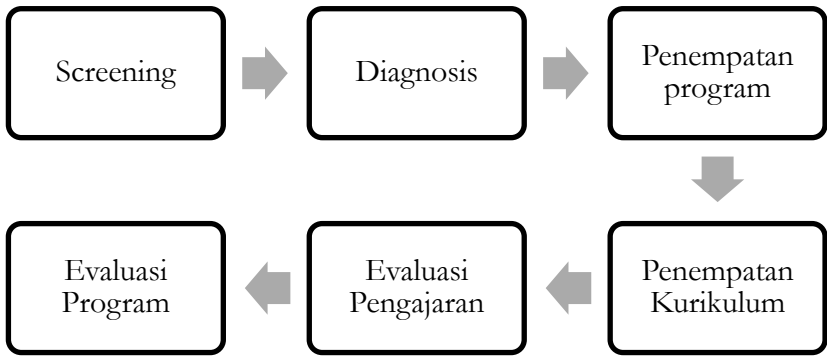 Screening
Diagnosis
Penempatan
program
Penempatan
Kurikulum
Evaluasi
Pengajaran
Evaluasi
Program